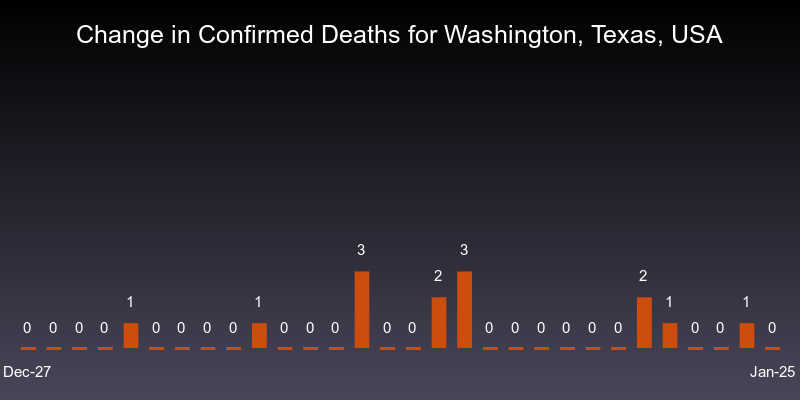 Change in Confirmed Deaths for Washington, Texas, USA
0 0 0 0 1 0 0 0 0 1 0 0 0 3 0 0 2 3 0 0 0 0 0 0 2 1 0 0 1 0
Dec-27 Jan-25